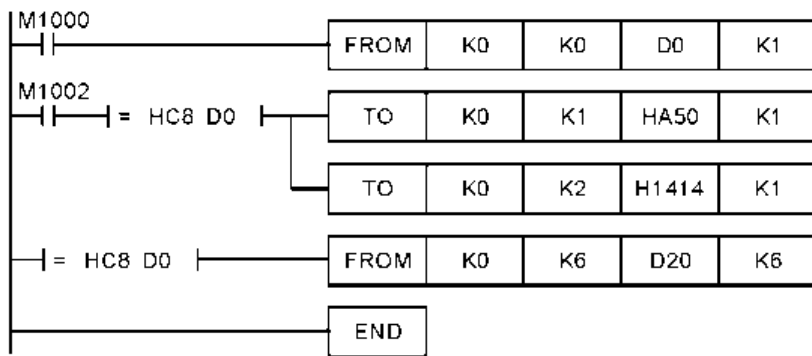 M1000
FROM K0 K0 D0 K1
M1002
= HC8 D0 TO K0 K1 HA50 K1
TO K0 K2 H1414 K1
= HC8 D0 FROM K0 K6 D20 K6
END